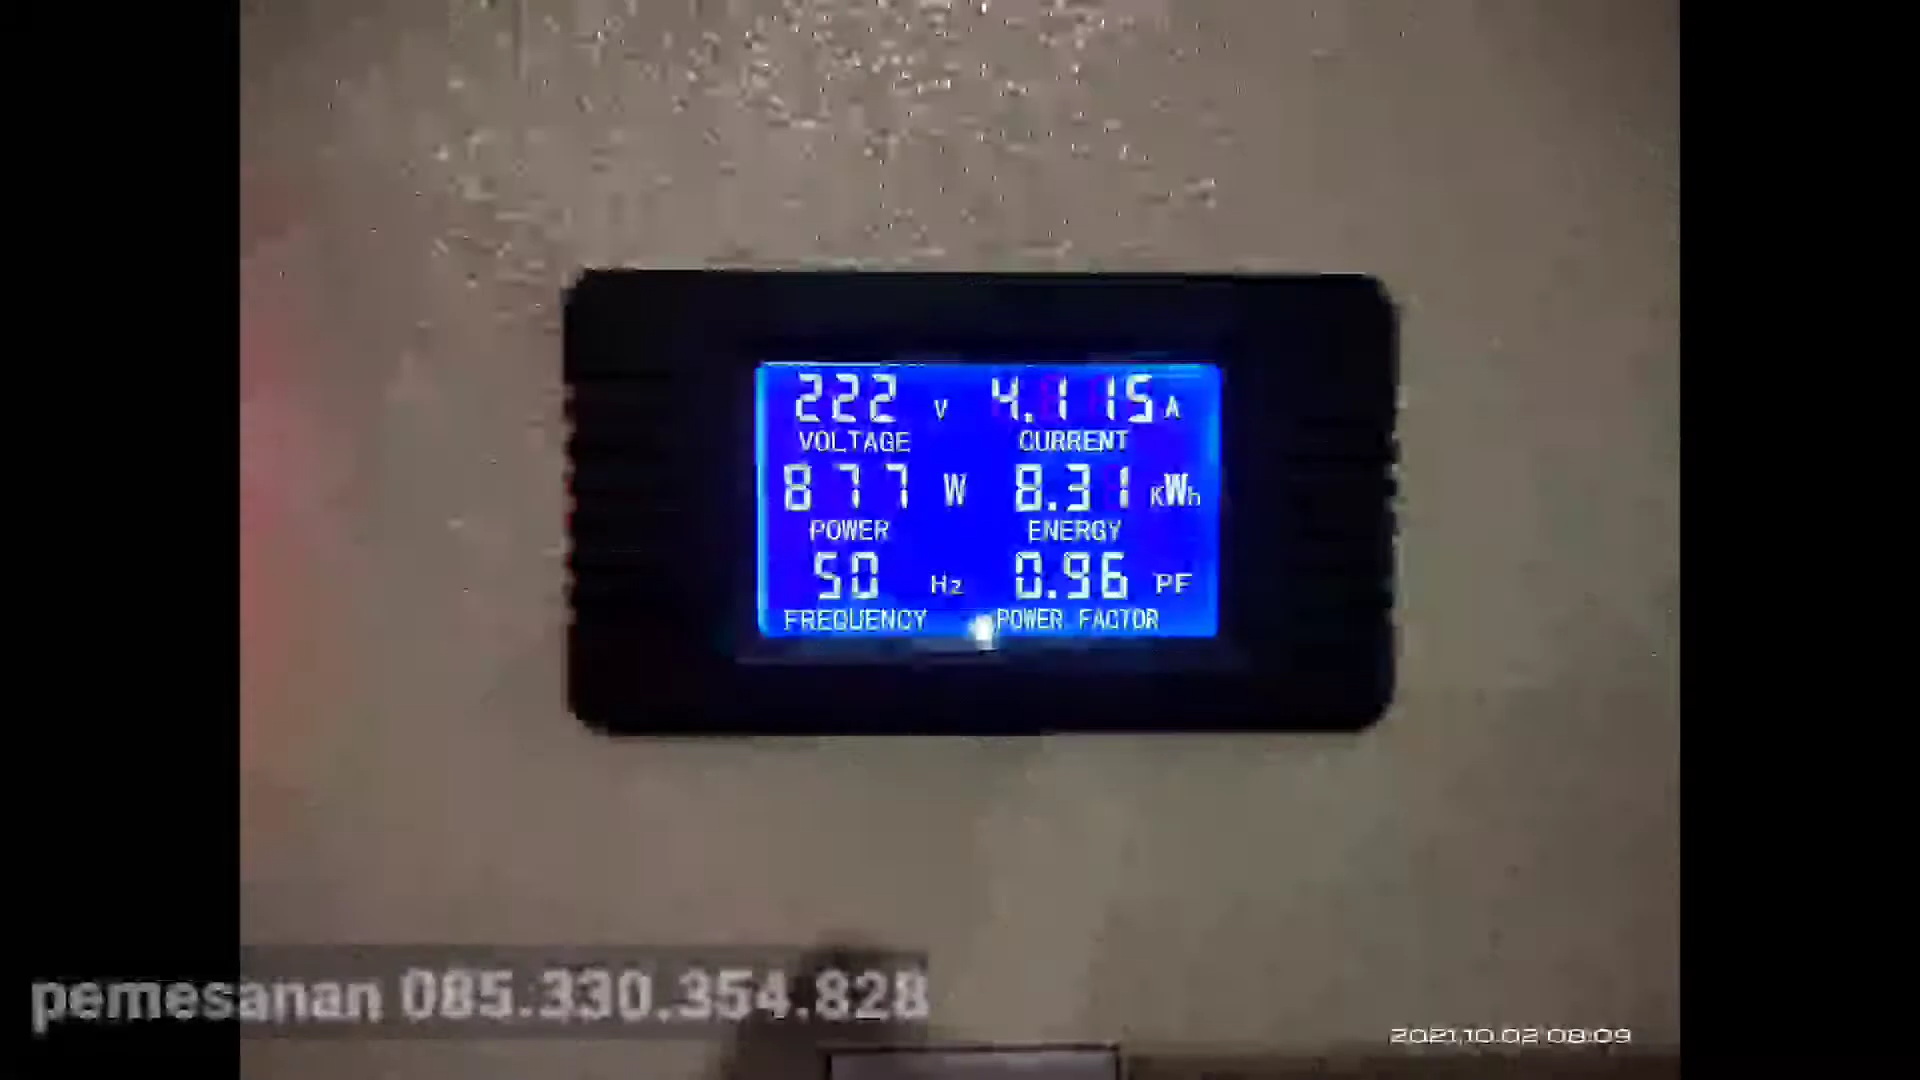 222 V 4.115 A
VOLTAGE CURRENT
877 W 8.31 KWh
POWER ENERGY
50 Hz 0.96 PF
FREQUENCY POWER FACTOR
pemesanan 085.330.354.828
2021.10.02 08:09